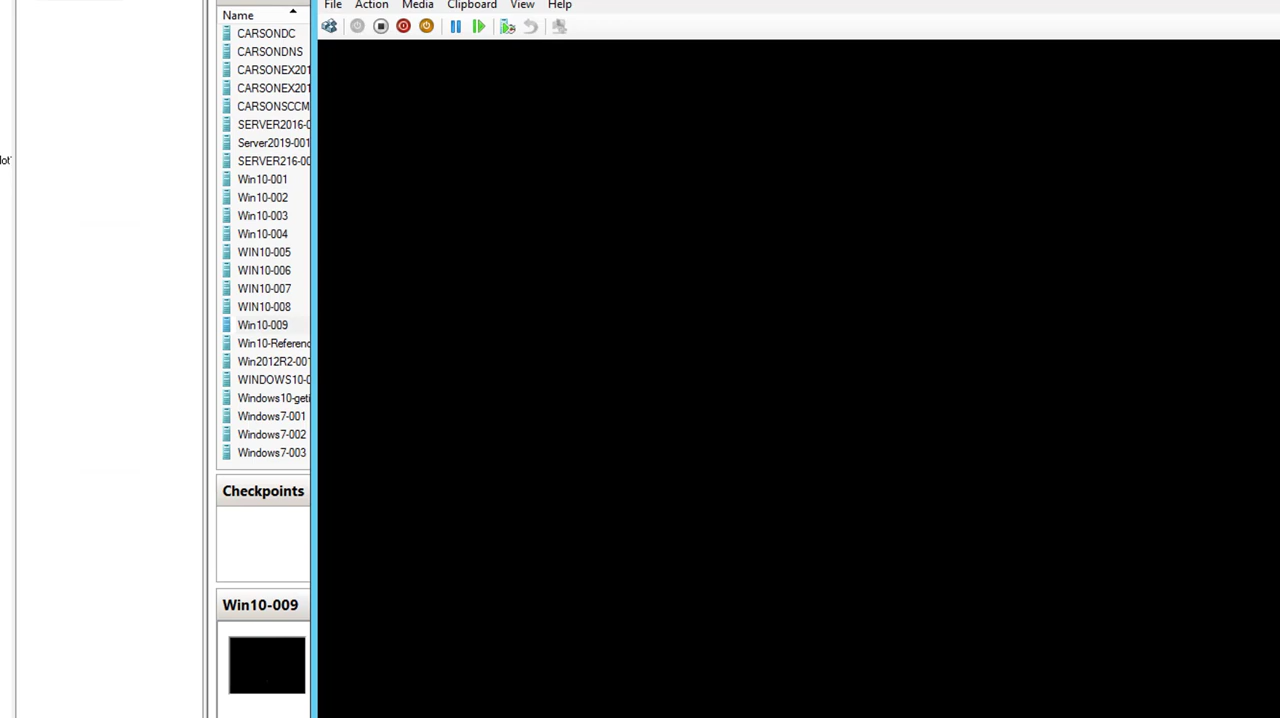 File Action Media Clipboard View Help
Name
CARSONDC
CARSONDNS
CARSONEX201
CARSONEX201
CARSONSCCM
SERVER2016-0
Server2019-001
SERVER216-00
Win10-001
Win10-002
Win10-003
Win10-004
WIN10-005
WIN10-006
WIN10-007
WIN10-008
Win10-009
Win10-Referenc
Win2012R2-001
WINDOWS10-0
Windows10-geti
Windows7-001
Windows7-002
Windows7-003
Checkpoints
Win10-009